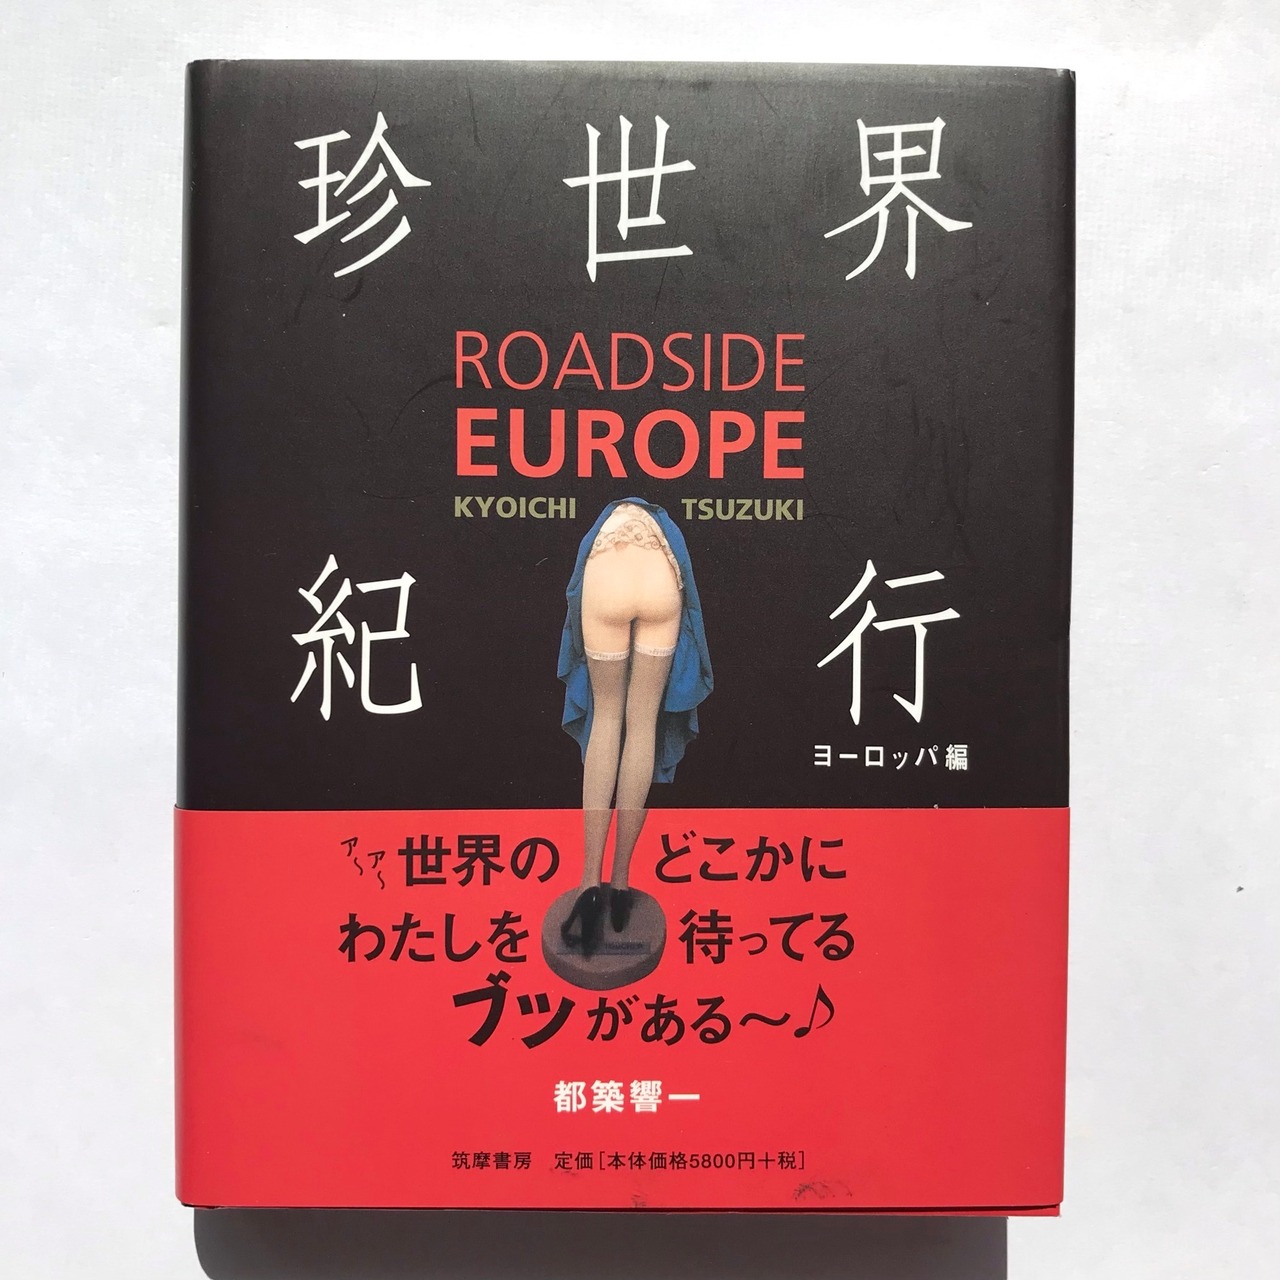 珍世界
ROADSIDE
EUROPE
KYOICHI TSUZUKI
紀行
ヨーロッパ編
ア〜ア〜世界のどこかに
わたしを待ってる
ブツがある〜♪
都築響一
筑摩書房 定価[本体価格5800円+税]